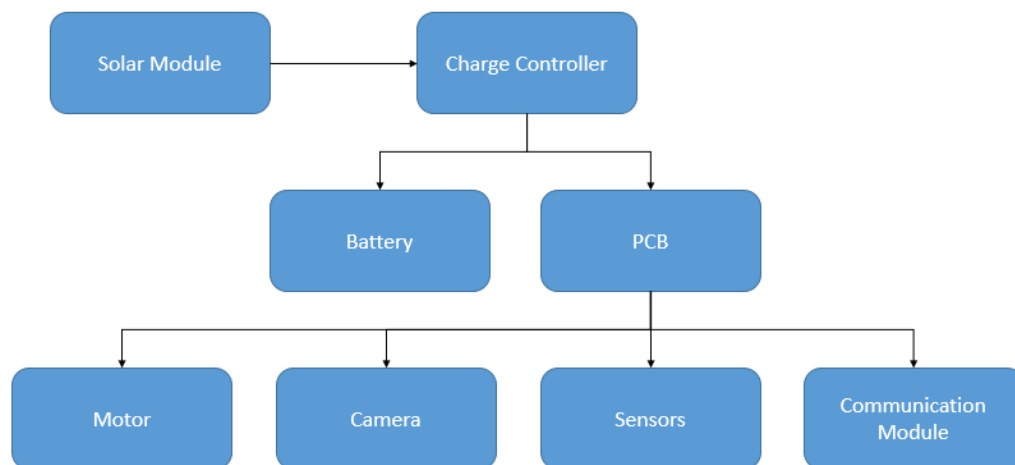 Solar Module
Charge Controller
Battery
PCB
Motor
Camera
Sensors
Communication
Module